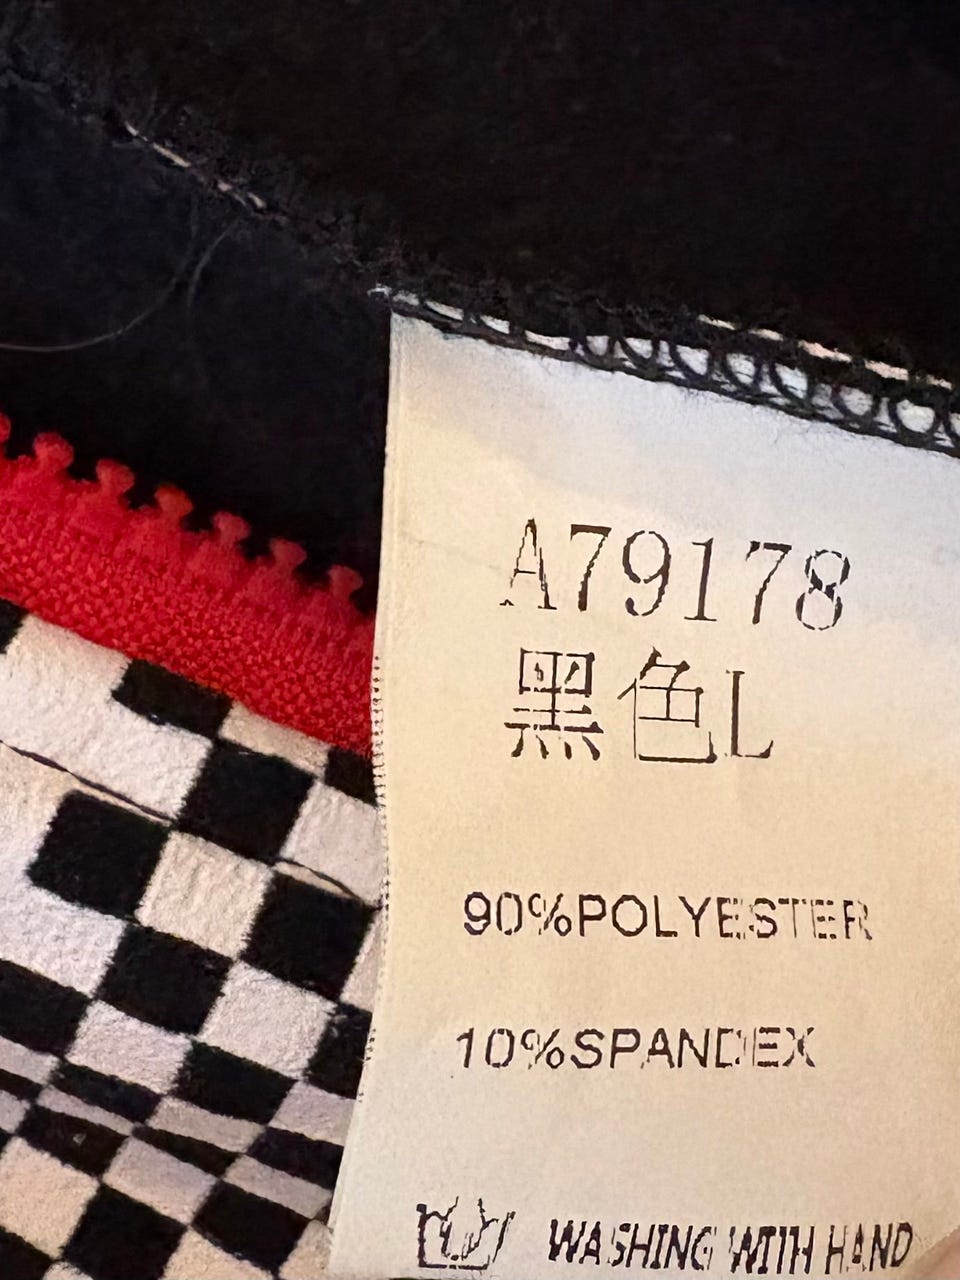 A79178
黑色L
90%POLYESTER
10%SPANDEX
WASHING WITH HAND